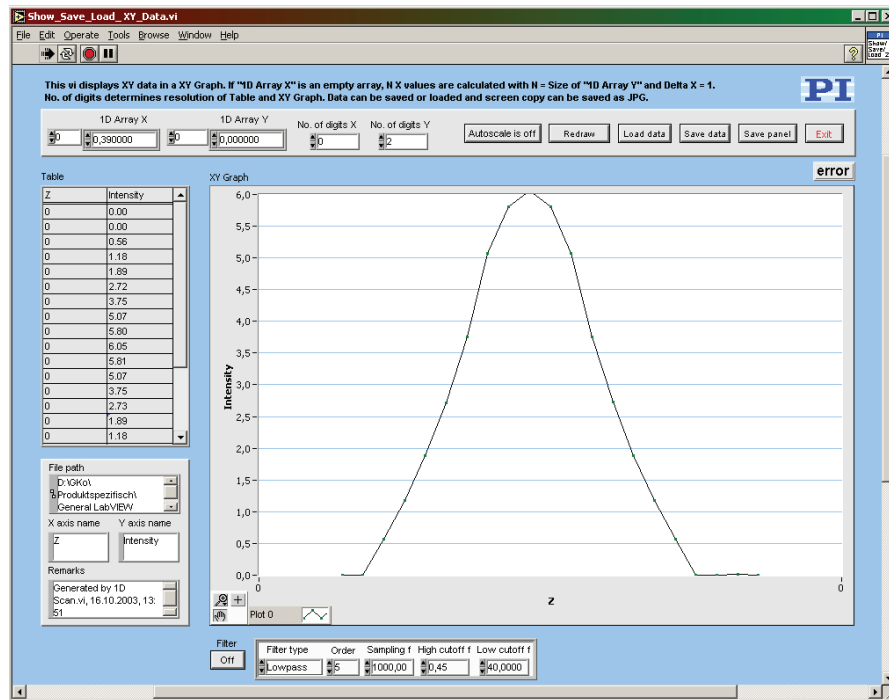 Show_Save_Load_ XY_Data.vi
File Edit Operate Tools Browse Window Help
PI
Show/
Save/
Load 2
This vi displays XY data in a XY Graph. If "1D Array X" is an empty array, N X values are calculated with N = Size of "1D Array Y" and Delta X = 1.
No. of digits determines resolution of Table and XY Graph. Data can be saved or loaded and screen copy can be saved as JPG.
PI
1D Array X 1D Array Y No. of digits X No. of digits Y
0 0,390000 0 0,000000 0 2
Autoscale is off Redraw Load data Save data Save panel Exit
error
Table
Z Intensity
0 0.00
0 0.00
0 0.56
0 1.18
0 1.89
0 2.72
0 3.75
0 5.07
0 5.80
0 6.05
0 5.81
0 5.07
0 3.75
0 2.73
0 1.89
0 1.18
XY Graph
6,0
5,5
5,0
4,5
4,0
3,5
3,0
2,5
2,0
1,5
1,0
0,5
0,0
Intensity
0 0
Z
Plot 0
File path
D:\GKo\
Produktspezifisch\
General LabVIEW
X axis name Y axis name
Z Intensity
Remarks
Generated by 1D
Scan.vi, 16.10.2003, 13:
51
Filter
Off
Filter type Order Sampling f High cutoff f Low cutoff f
Lowpass 5 1000,00 0,45 40,0000